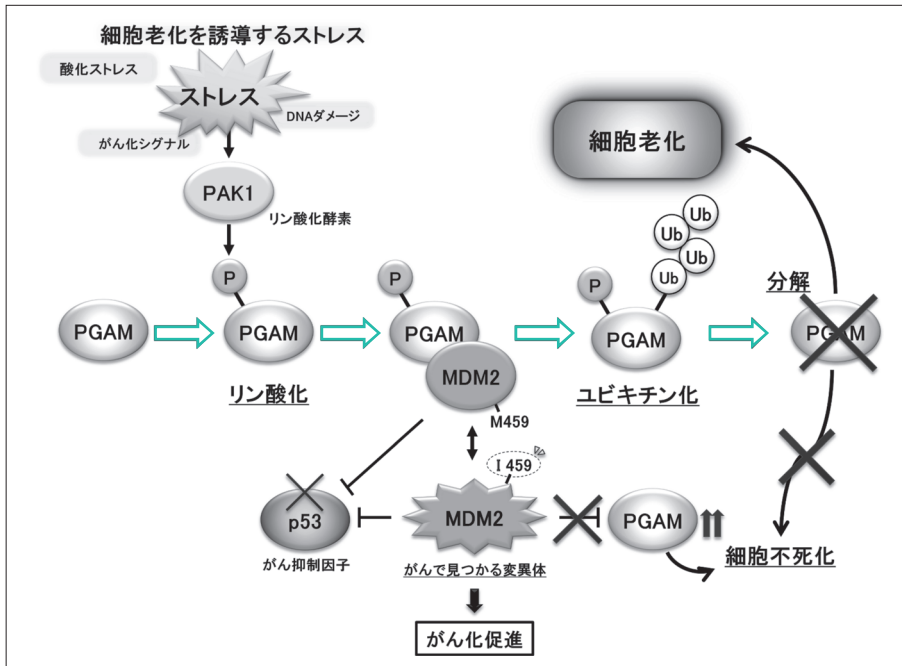 細胞老化を誘導するストレス
酸化ストレス
ストレス
DNAダメージ
がん化シグナル
PAK1
リン酸化酵素
細胞老化
Ub
Ub
Ub
Ub
P
P
P
分解
PGAM
PGAM
PGAM
PGAM
PGAM
MDM2
リン酸化
ユビキチン化
M459
I 459
p53
MDM2
PGAM
がん抑制因子
がんで見つかる変異体
細胞不死化
がん化促進